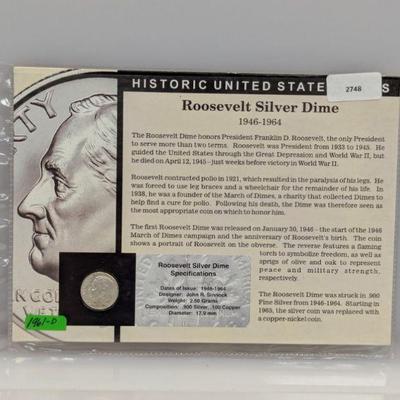 HISTORIC UNITED STATES
2748
Roosevelt Silver Dime
1946-1964
The Roosevelt Dime honors President Franklin D. Roosevelt, the only President
to serve more than two terms. Roosevelt was President from 1933 to 1945. He
guided the United States through the Great Depression and World War II, but
he died on April 12, 1945 - just weeks before victory in World War II.
Roosevelt contracted polio in 1921, which resulted in the paralysis of his legs. He
was forced to use leg braces and a wheelchair for the remainder of his life. In
1938, he was a founder of the March of Dimes, a charity that collected Dimes to
help find a cure for polio. Following his death, the Dime was therefore seen as
the most appropriate coin on which to honor him.
The first Roosevelt Dime was released on January 30, 1946 - the start of the 1946
March of Dimes campaign and the anniversary of Roosevelt's birth. The coin
shows a portrait of Roosevelt on the obverse. The reverse features a flaming
torch to symbolize freedom, as well as
sprigs of olive and oak to represent
peace and military strength,
respectively.
The Roosevelt Dime was struck in .900
Fine Silver from 1946-1964. Starting in
1965, the silver coin was replaced with
a copper-nickel coin.
Roosevelt Silver Dime
Specifications
Dates of Issue: 1946-1964
Designer: John R. Sinnock
Weight: 2.50 Grams
Composition: .900 Silver, .100 Copper
Diameter: 17.9 mm
1961-D